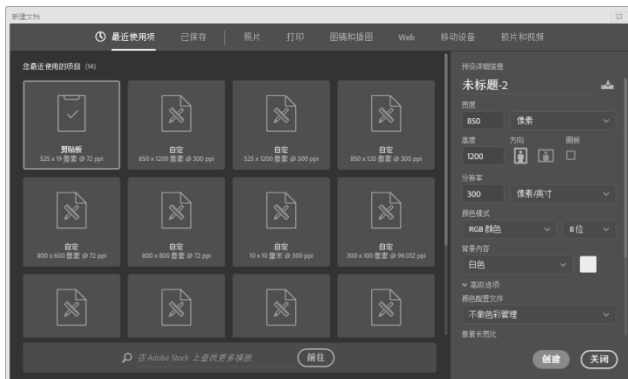 新建文档
最近使用项 已保存 照片 打印 图稿和插图 Web 移动设备 胶片和视频
您最近使用的项目 (14)
剪贴板
525 x 19 像素 @ 72 ppi
自定
850 x 1200 像素 @ 300 ppi
自定
525 x 1200 像素 @ 300 ppi
自定
850 x 120 像素 @ 300 ppi
自定
800 x 600 像素 @ 72 ppi
自定
800 x 800 像素 @ 72 ppi
自定
10 x 10 厘米 @ 300 ppi
自定
300 x 100 像素 @ 96.012 ppi
在 Adobe Stock 上查找更多模板 前往
预设详细信息
未标题-2
宽度
850 像素
高度 方向 画板
1200
分辨率
300 像素/英寸
颜色模式
RGB 颜色 8 位
背景内容
白色
高级选项
颜色配置文件
不做色彩管理
像素长宽比
创建 关闭